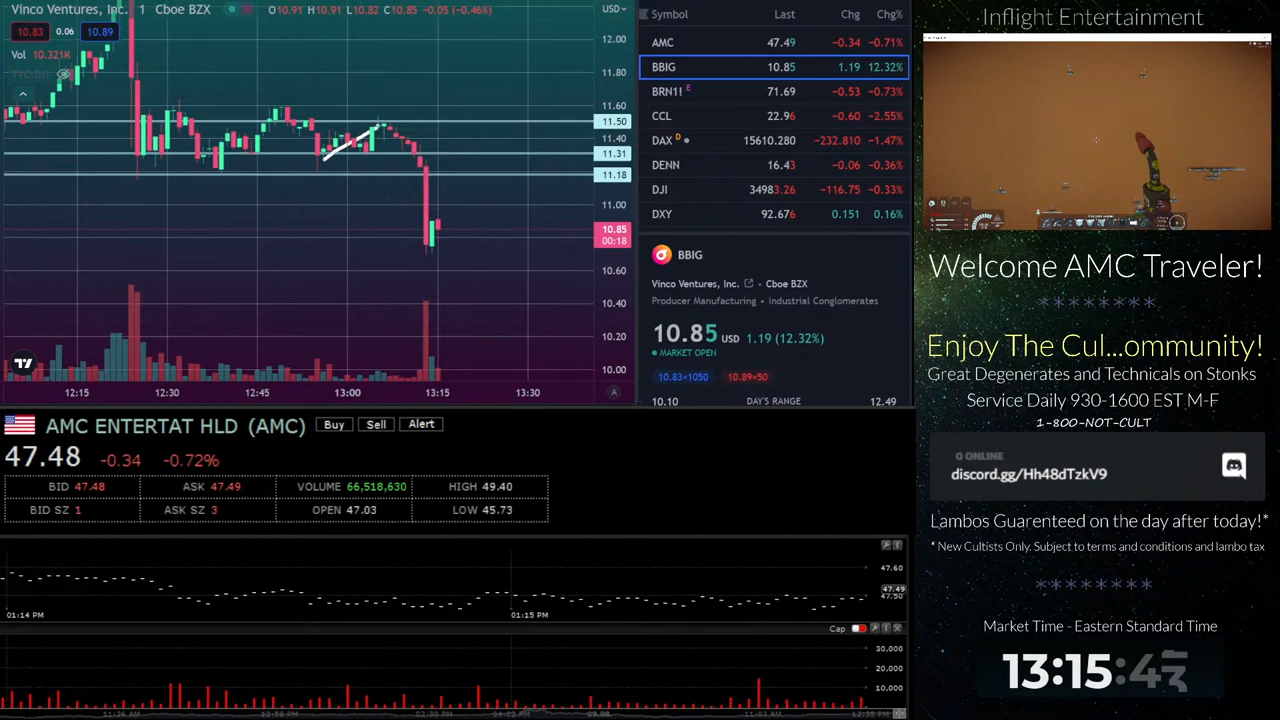 Vinco Ventures, Inc. · 1 · Cboe BZX
O10.91 H10.91 L10.82 C10.85 -0.05 (-0.46%)
USD
10.83 0.06 10.89
Vol 10.321K
TVC:DJI
12.00
11.80
11.60
11.50
11.40
11.31
11.18
11.00
10.85
00:18
10.60
10.40
10.20
10.00
12:15 12:30 12:45 13:00 13:15 13:30
A
Symbol Last Chg Chg%
AMC 47.49 -0.34 -0.71%
BBIG 10.85 1.19 12.32%
BRN1! E 71.69 -0.53 -0.73%
CCL 22.96 -0.60 -2.55%
DAX D 15610.280 -232.810 -1.47%
DENN 16.43 -0.06 -0.36%
DJI 34983.26 -116.75 -0.33%
DXY 92.676 0.151 0.16%
BBIG
Vinco Ventures, Inc. • Cboe BZX
Producer Manufacturing • Industrial Conglomerates
10.85 USD 1.19 (12.32%)
MARKET OPEN
10.83×1050 10.89×50
10.10 DAY'S RANGE 12.49
AMC ENTERTAT HLD (AMC) Buy Sell Alert
47.48 -0.34 -0.72%
BID 47.48 ASK 47.49 VOLUME 66,518,630 HIGH 49.40
BID SZ 1 ASK SZ 3 OPEN 47.03 LOW 45.73
47.60
47.49
47.50
01:14 PM 01:15 PM
Cap
30,000
20,000
10,000
Inflight Entertainment
Welcome AMC Traveler!
*******
Enjoy The Cul...ommunity!
Great Degenerates and Technicals on Stonks
Service Daily 930-1600 EST M-F
1-800-NOT-CULT
0 ONLINE
discord.gg/Hh48dTzkV9
Lambos Guarenteed on the day after today!*
* New Cultists Only. Subject to terms and conditions and lambo tax
*******
Market Time - Eastern Standard Time
13:15:4